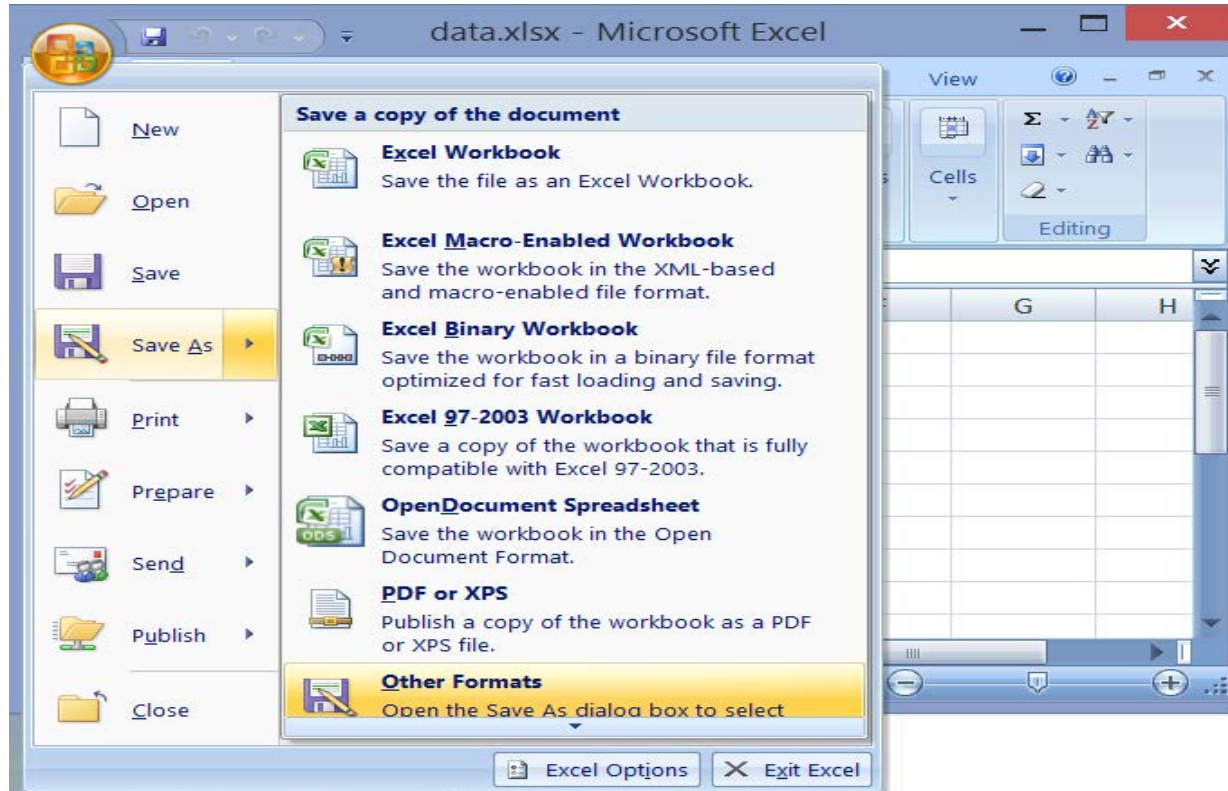 data.xlsx - Microsoft Excel
View
New
Open
Save
Save As
Print
Prepare
Send
Publish
Close
Save a copy of the document
Excel Workbook
Save the file as an Excel Workbook.
Excel Macro-Enabled Workbook
Save the workbook in the XML-based
and macro-enabled file format.
Excel Binary Workbook
Save the workbook in a binary file format
optimized for fast loading and saving.
Excel 97-2003 Workbook
Save a copy of the workbook that is fully
compatible with Excel 97-2003.
OpenDocument Spreadsheet
ODS
Save the workbook in the Open
Document Format.
PDF or XPS
Publish a copy of the workbook as a PDF
or XPS file.
Other Formats
Open the Save As dialog box to select
Cells
Σ
A
Z
Editing
G H
Excel Options
Exit Excel